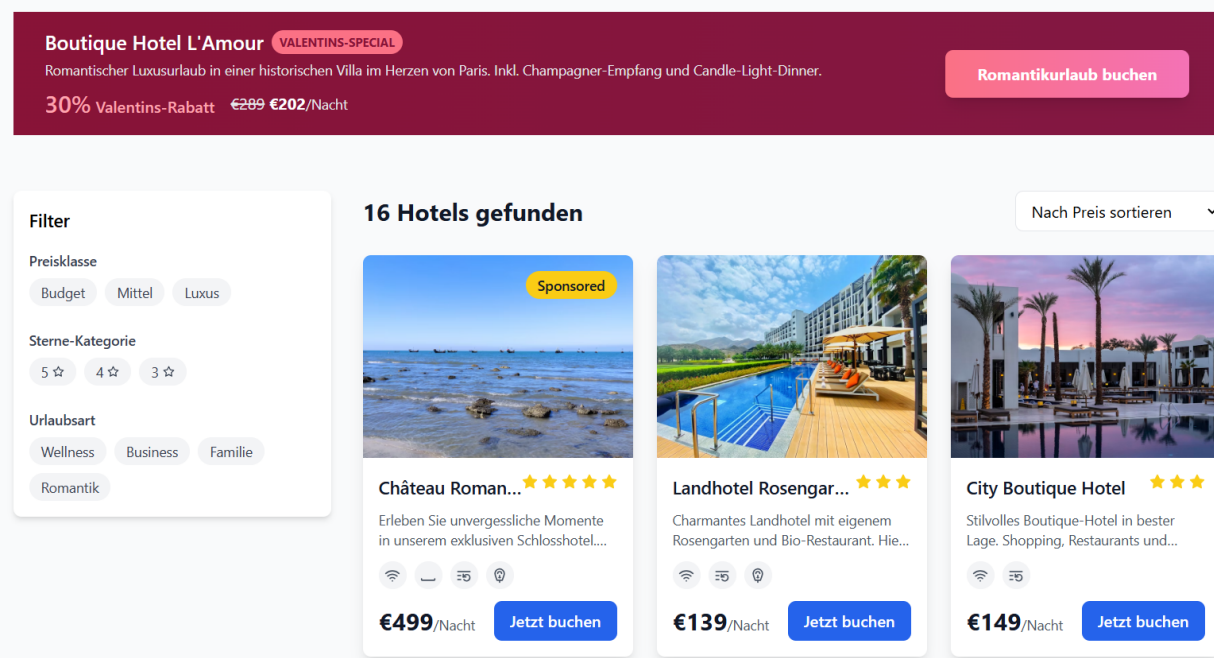 Boutique Hotel L'Amour VALENTINS-SPECIAL
Romantischer Luxusurlaub in einer historischen Villa im Herzen von Paris. Inkl. Champagner-Empfang und Candle-Light-Dinner.
30% Valentins-Rabatt €289 €202/Nacht
Romantikurlaub buchen
Filter
Preisklasse
Budget Mittel Luxus
Sterne-Kategorie
5 4 3
Urlaubsart
Wellness Business Familie
Romantik
16 Hotels gefunden
Nach Preis sortieren
Sponsored
Château Roman...
Erleben Sie unvergessliche Momente
in unserem exklusiven Schlosshotel....
€499/Nacht
Jetzt buchen
Landhotel Rosengar...
Charmantes Landhotel mit eigenem
Rosengarten und Bio-Restaurant. Hie...
€139/Nacht
Jetzt buchen
City Boutique Hotel
Stilvolles Boutique-Hotel in bester
Lage. Shopping, Restaurants und...
€149/Nacht
Jetzt buchen